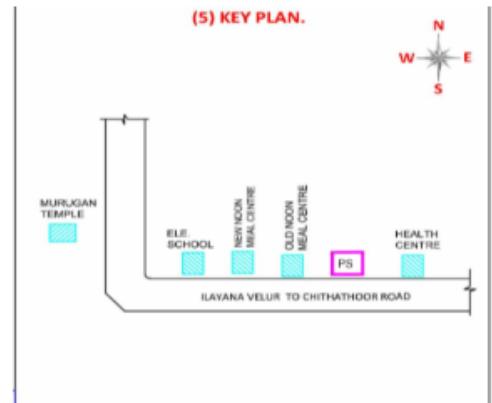 (5) KEY PLAN.
N
W E
S
MURUGAN
TEMPLE
ELE.
SCHOOL
NEW NOON
MEAL CENTRE
OLD NOON
MEAL CENTRE
PS
HEALTH
CENTRE
ILAYANA VELUR TO CHITHATHOOR ROAD